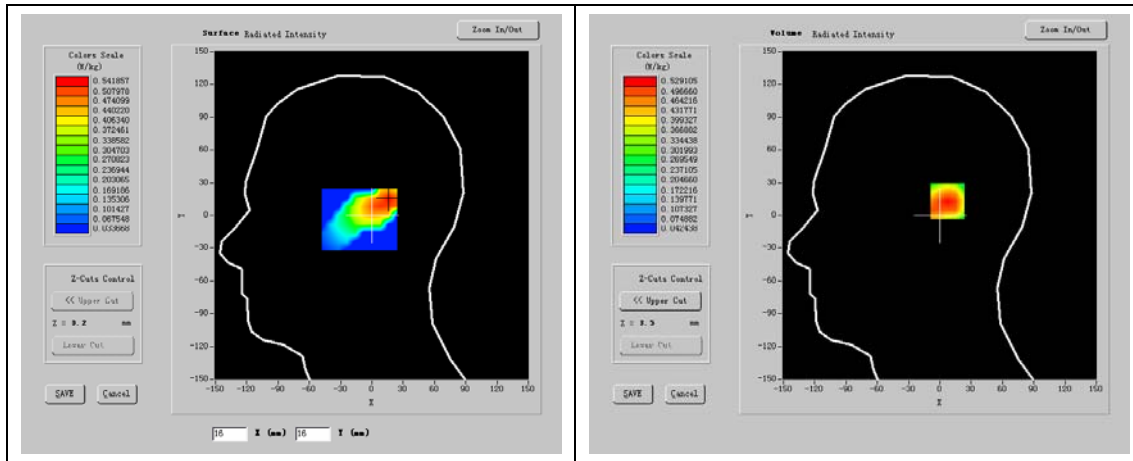 Surface Radiated Intensity
Zoom In/Out
Colors Scale
(W/kg)
0.541857
0.507978
0.474099
0.440220
0.406340
0.372461
0.338582
0.304703
0.270823
0.236944
0.203065
0.169186
0.135306
0.101427
0.067548
0.033668
Z-Cuts Control
<< Upper Cut
Z = mm
Lower Cut
SAVE Cancel
150
120
90
60
30
0
-30
-60
-90
-120
-150
Y
-150 -120 -90 -60 -30 0 30 60 90 120 150
X
16 X (mm) 16 Y (mm)
Volume Radiated Intensity
Zoom In/Out
Colors Scale
(W/kg)
0.529105
0.496660
0.464216
0.431771
0.399327
0.366882
0.334438
0.301993
0.269549
0.237105
0.204660
0.172216
0.139771
0.107327
0.074882
0.042438
Z-Cuts Control
<< Upper Cut
Z = mm
Lower Cut
SAVE Cancel
150
120
90
60
30
0
-30
-60
-90
-120
-150
Y
-150 -120 -90 -60 -30 0 30 60 90 120 150
X